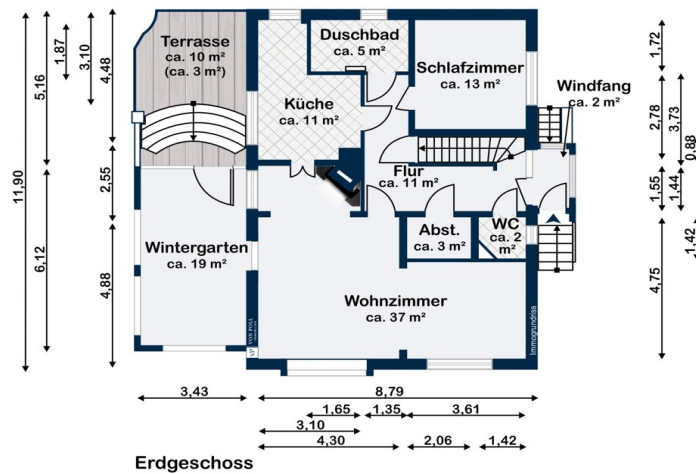 Terrasse
ca. 10 m²
(ca. 3 m²)
Duschbad
ca. 5 m²
Schlafzimmer
ca. 13 m²
Windfang
ca. 2 m²
Küche
ca. 11 m²
Flur
ca. 11 m²
Abst.
ca. 3 m²
WC
ca. 2
m²
Wintergarten
ca. 19 m²
Wohnzimmer
ca. 37 m²
11,90
5,16
6,12
1,87
3,10
4,48
2,55
4,88
1,72
2,78
3,73
0,88
1,55
1,44
1,42
4,75
3,43
8,79
1,65
1,35
3,61
3,10
4,30
2,06
1,42
VON POLL
VP
Immogrundriss
Erdgeschoss